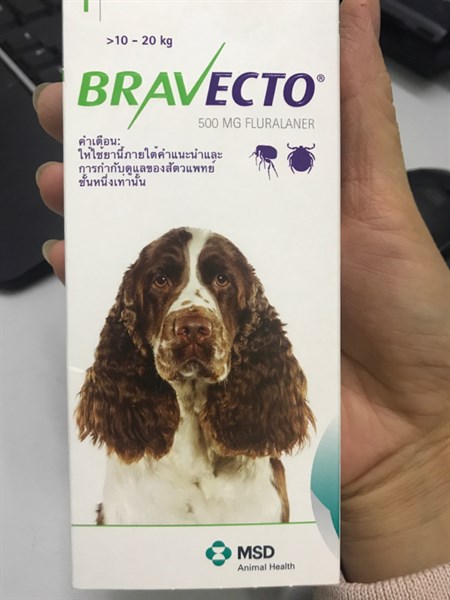 >10 - 20 kg
BRAVECTO®
500 MG FLURALANER
คำเตือน:
ให้ใช้ยานี้ภายใต้คำแนะนำและ
การกำกับดูแลของสัตวแพทย์
ชั้นหนึ่งเท่านั้น
MSD
Animal Health